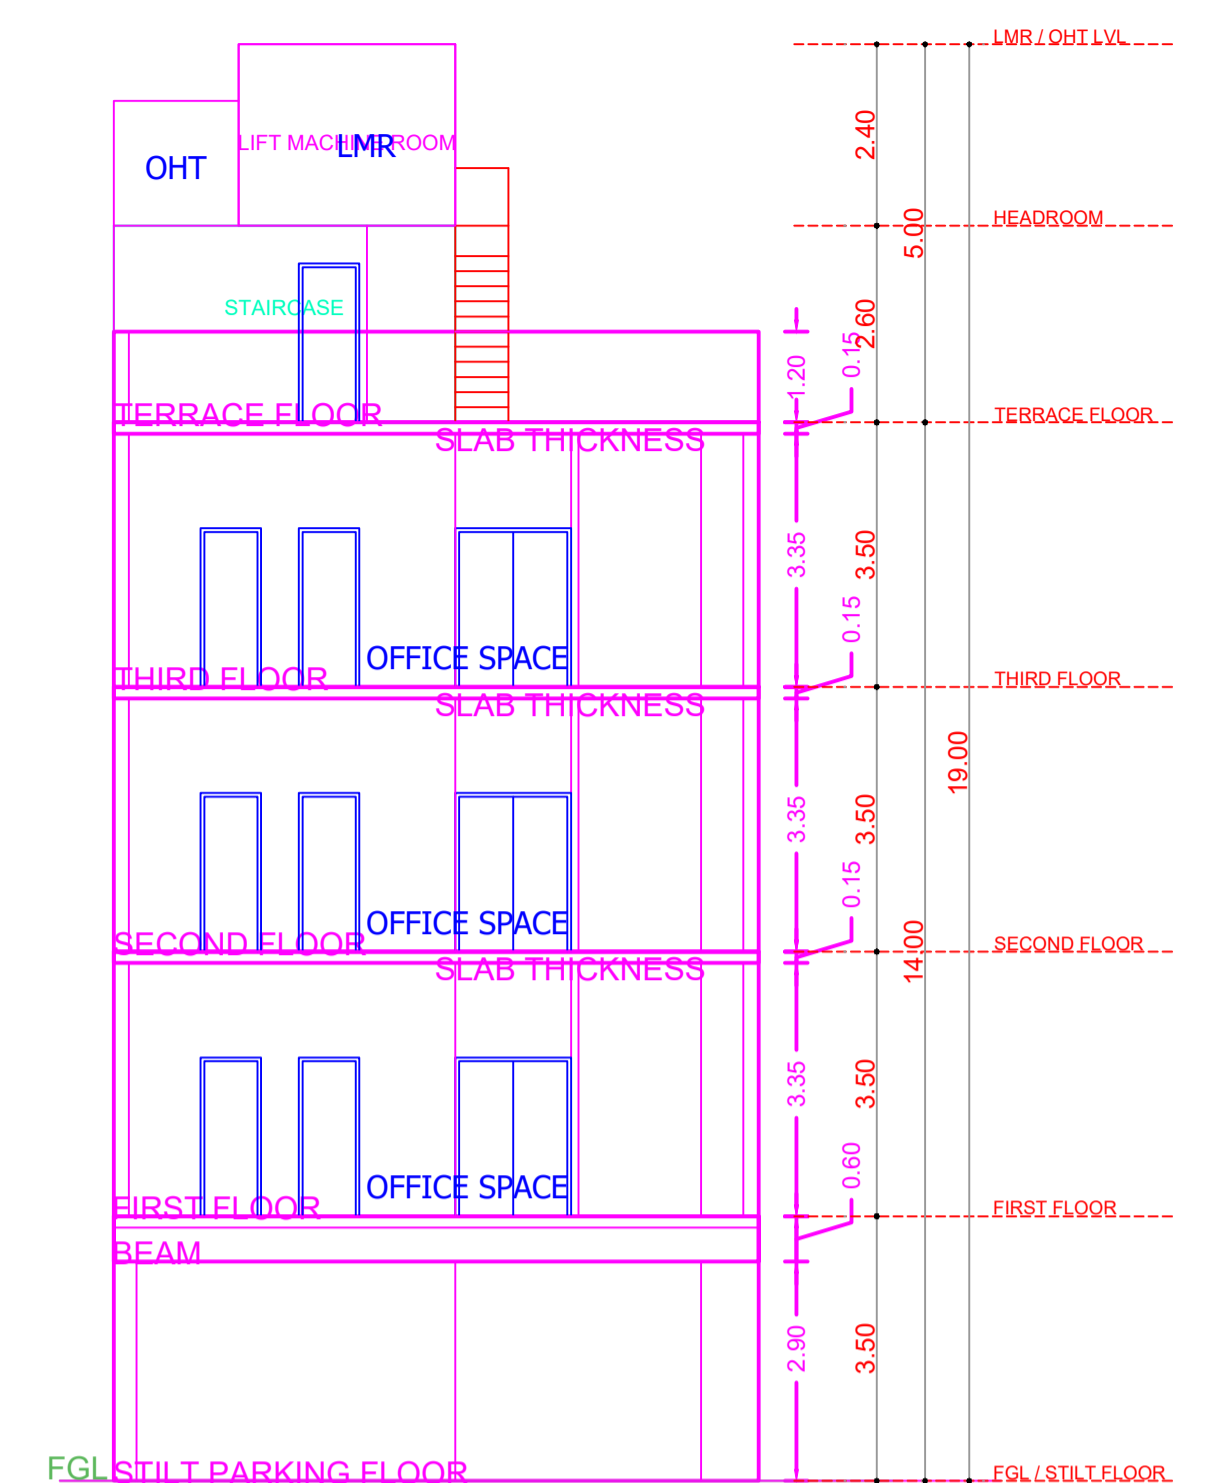 LMR / OHT LVL
2.40
LIFT MACHINE ROOM
LMR
OHT
HEADROOM
5.00
STAIRCASE
2.60
0.15
1.20
TERRACE FLOOR
TERRACE FLOOR
SLAB THICKNESS
3.35
3.50
0.15
OFFICE SPACE
THIRD FLOOR
THIRD FLOOR
SLAB THICKNESS
19.00
3.35
3.50
0.15
OFFICE SPACE
SECOND FLOOR
SECOND FLOOR
14.00
SLAB THICKNESS
3.35
3.50
0.60
OFFICE SPACE
FIRST FLOOR
FIRST FLOOR
BEAM
2.90
3.50
FGL
STILT PARKING FLOOR
FGL / STILT FLOOR